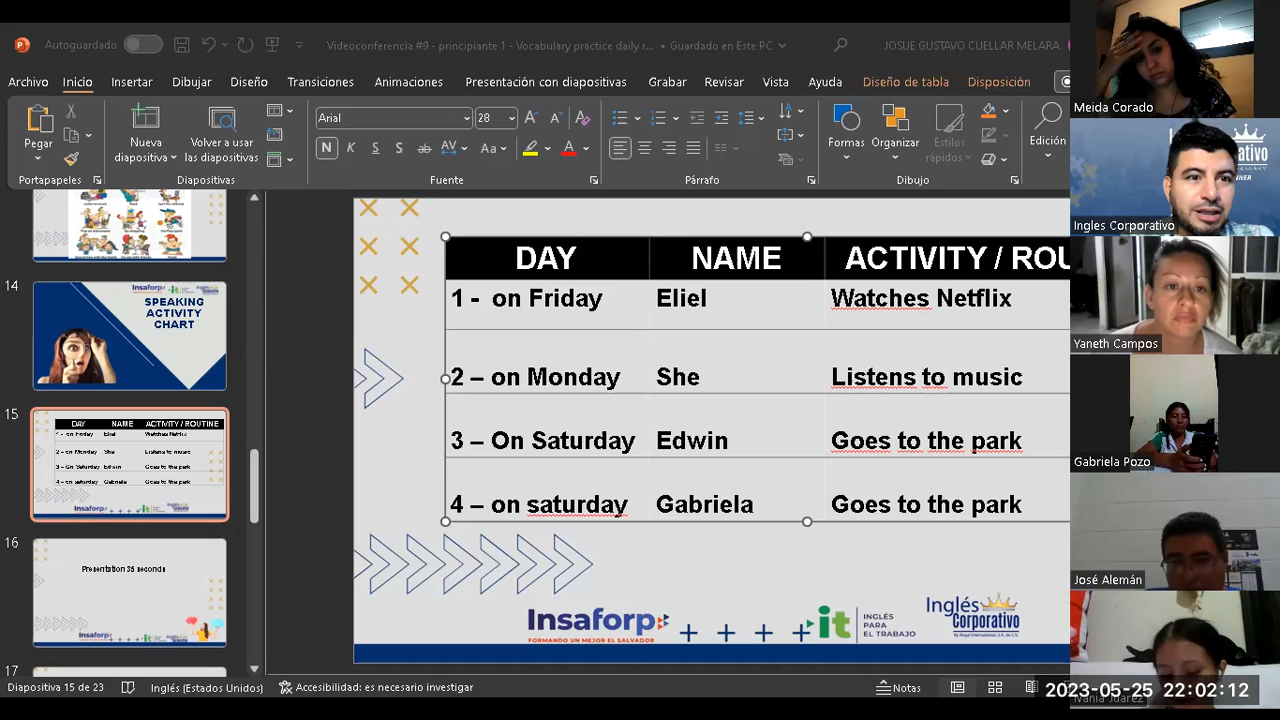 Autoguardado
Videoconferencia #9 - principiante 1 - Vocabulary practice daily r... • Guardado en Este PC
JOSUE GUSTAVO CUELLAR MELARA
Archivo Inicio Insertar Dibujar Diseño Transiciones Animaciones Presentación con diapositivas Grabar Revisar Vista Ayuda Diseño de tabla Disposición
Arial 28
Pegar
Nueva diapositiva
Volver a usar las diapositivas
Formas Organizar Estilos rápidos
Edición
Portapapeles Diapositivas Fuente Párrafo Dibujo
14
SPEAKING
ACTIVITY
CHART
15
16
Presentation 35 seconds
17
DAY NAME ACTIVITY / ROU
1 - on Friday Eliel Watches Netflix
2 – on Monday She Listens to music
3 – On Saturday Edwin Goes to the park
4 – on saturday Gabriela Goes to the park
Insaforp
FORMANDO UN MEJOR EL SALVADOR
it INGLÉS
PARA
EL TRABAJO
Inglés
Corporativo
Meida Corado
Ingles Corporativo
Yaneth Campos
Gabriela Pozo
José Alemán
Diapositiva 15 de 23
Inglés (Estados Unidos)
Accesibilidad: es necesario investigar
Notas
2023-05-25 22:02:12